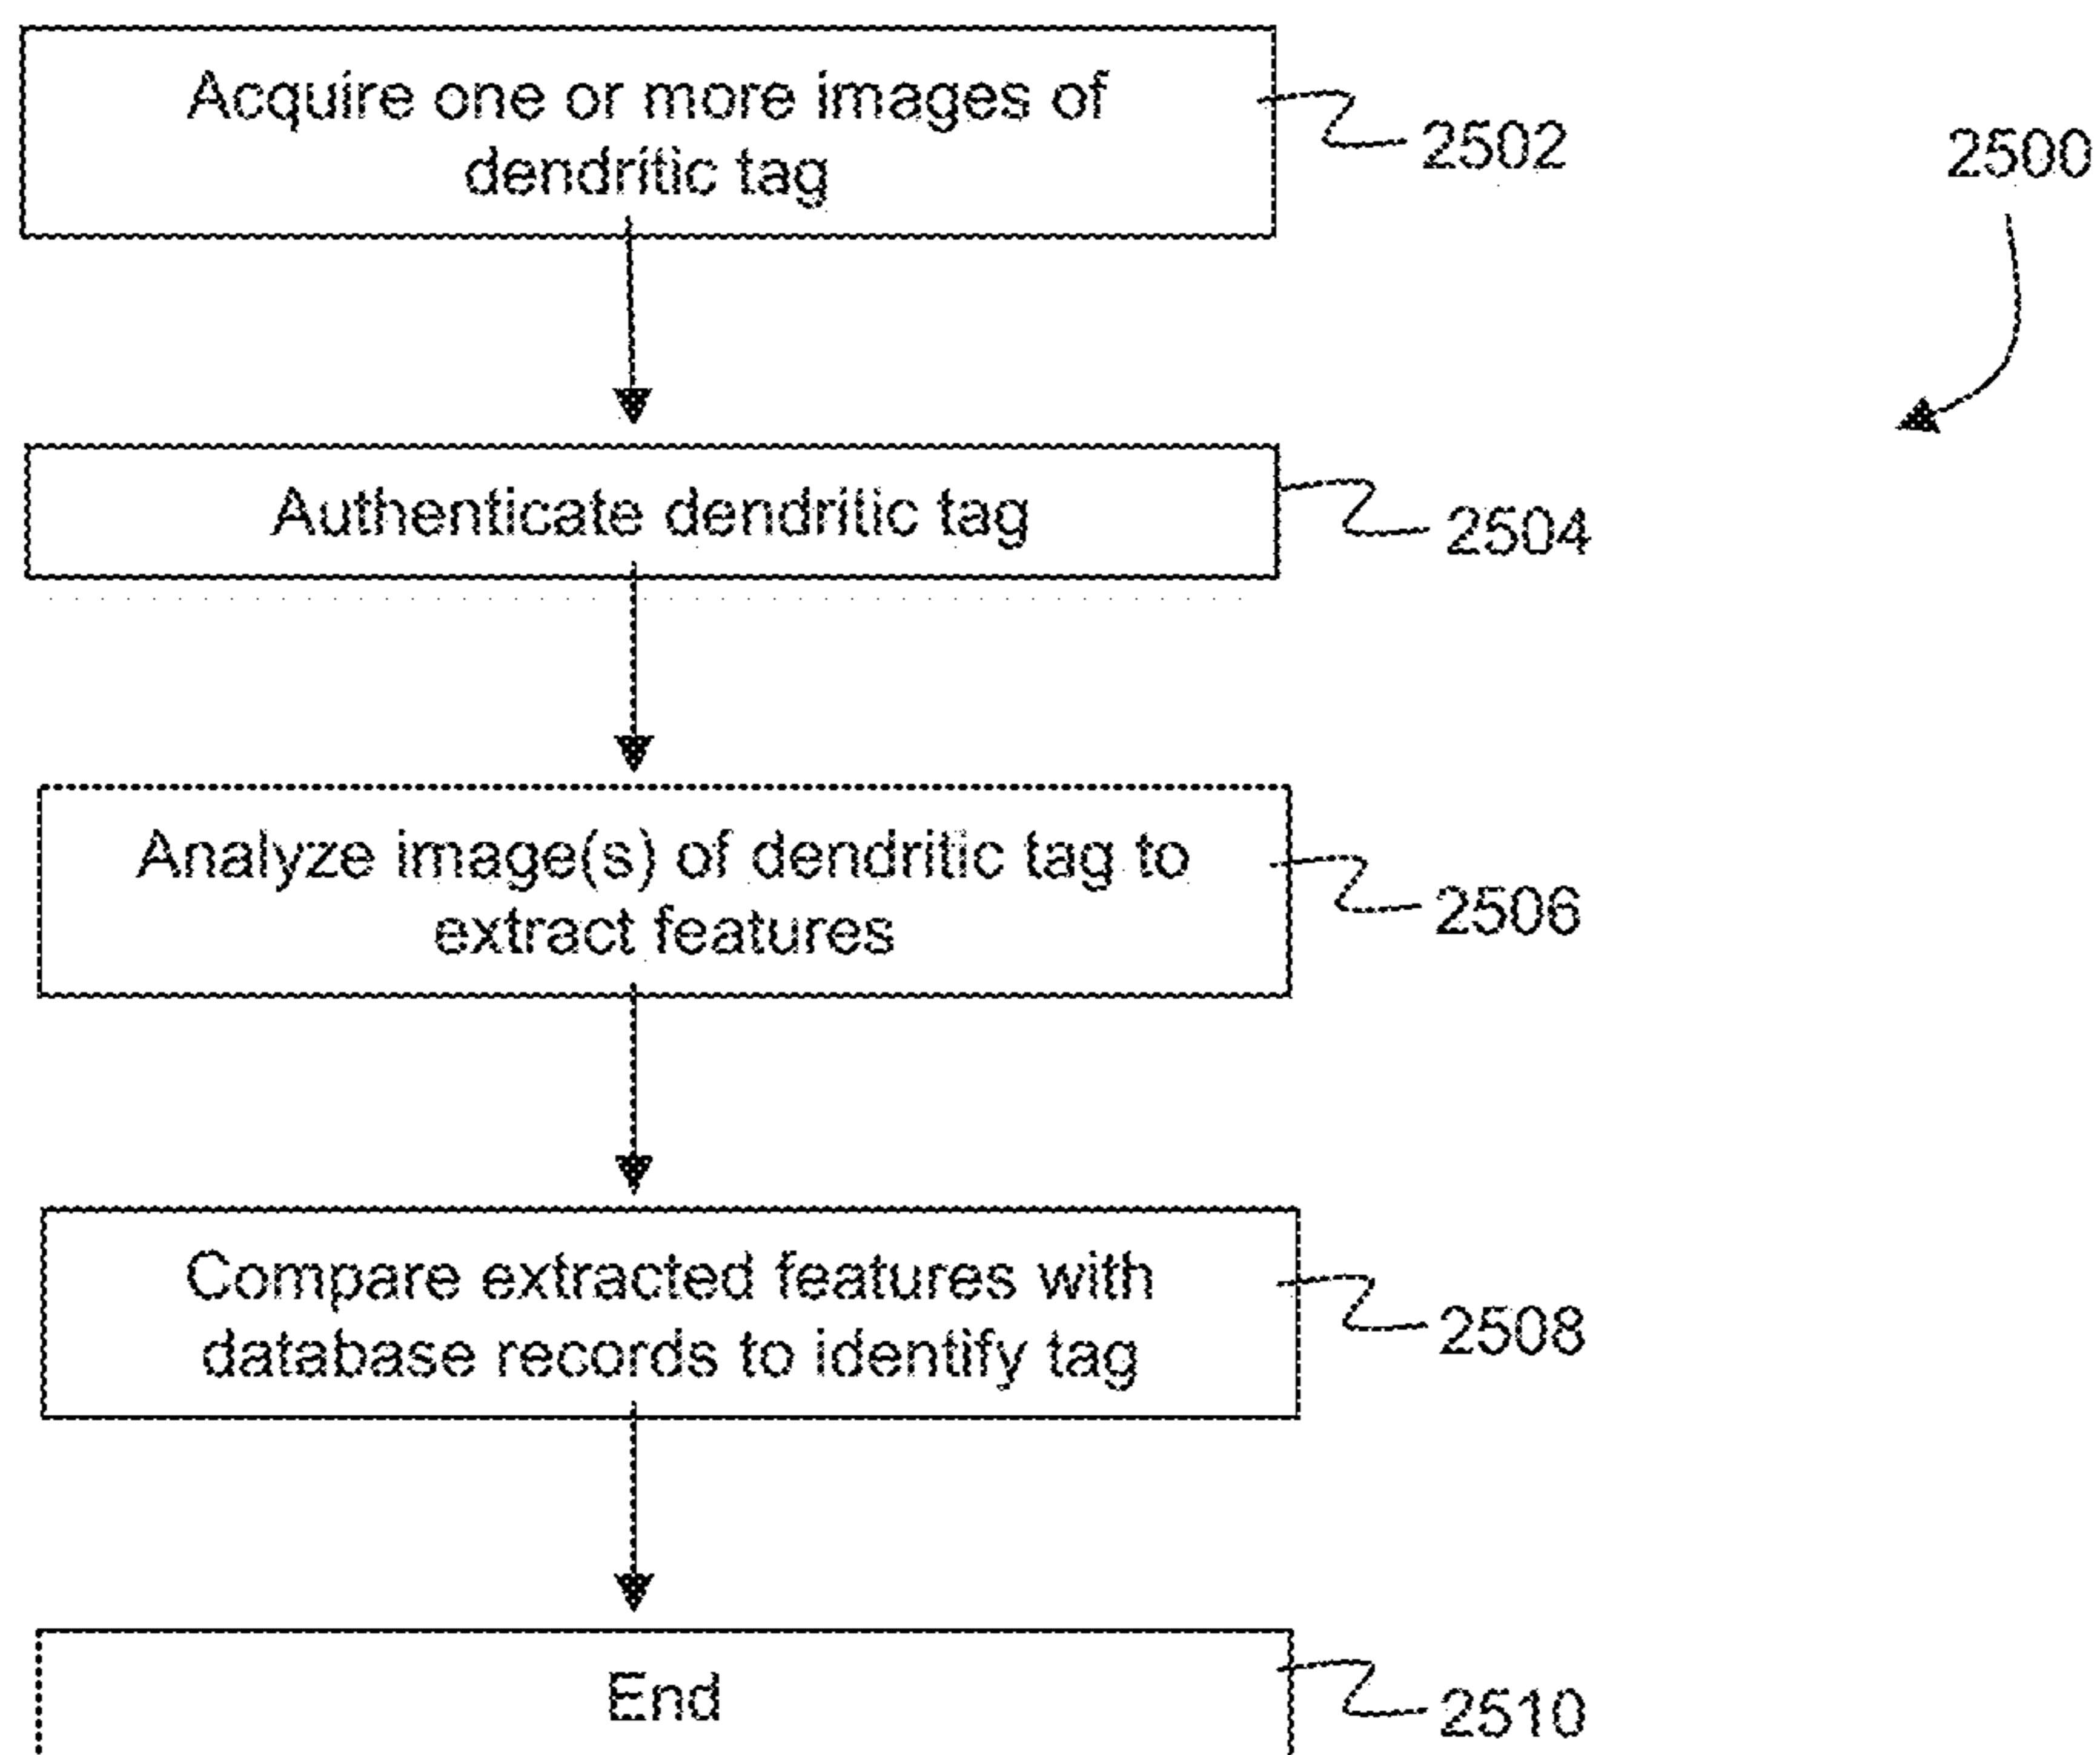 Acquire one or more images of
dendritic tag
2502
2500
Authenticate dendritic tag
2504
Analyze image(s) of dendritic tag to
extract features
2506
Compare extracted features with
database records to identify tag
2508
End
2510